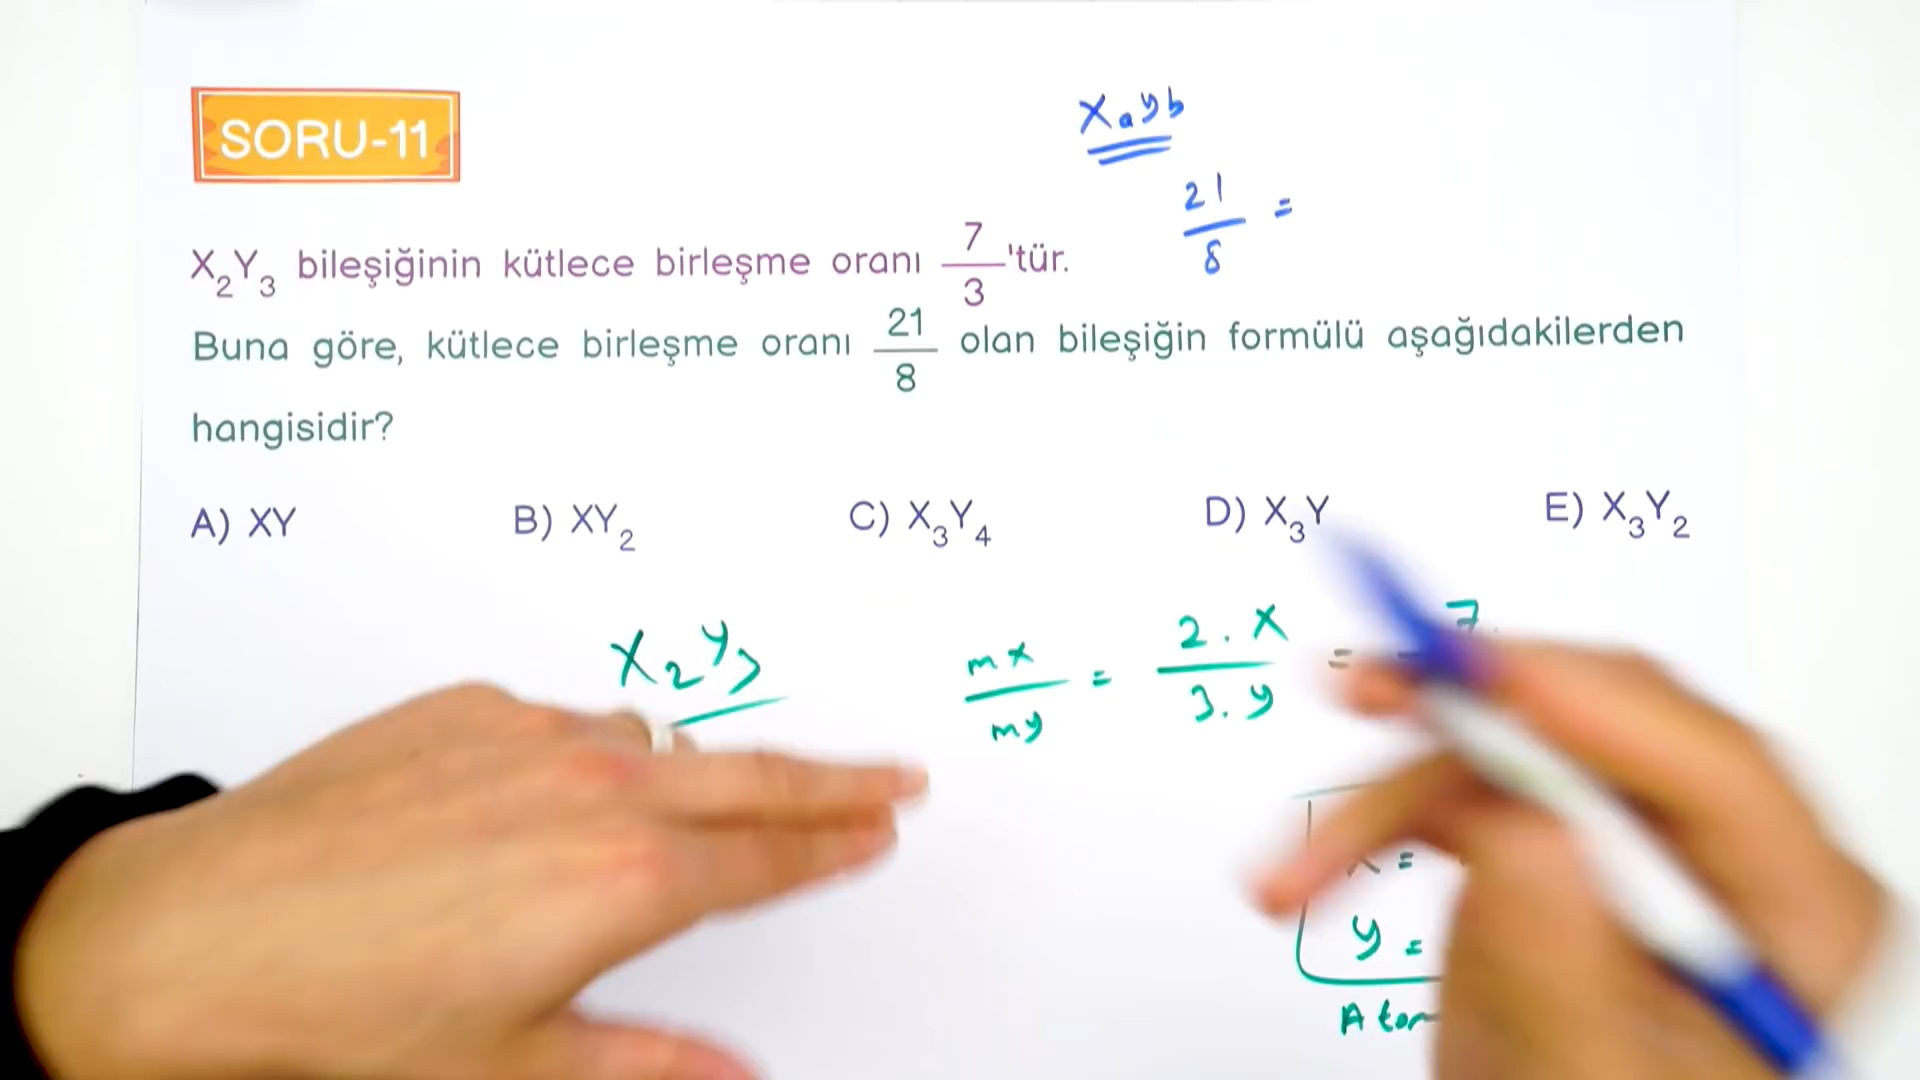 SORU-11
XaYb
21/8 =
X₂Y₃ bileşiğinin kütlece birleşme oranı 7/3'tür.
Buna göre, kütlece birleşme oranı 21/8 olan bileşiğin formülü aşağıdakilerden
hangisidir?
A) XY B) XY₂ C) X₃Y₄ D) X₃Y E) X₃Y₂
X₂Y₃ mx/my = 2.X/3.y = 7
x =
y =